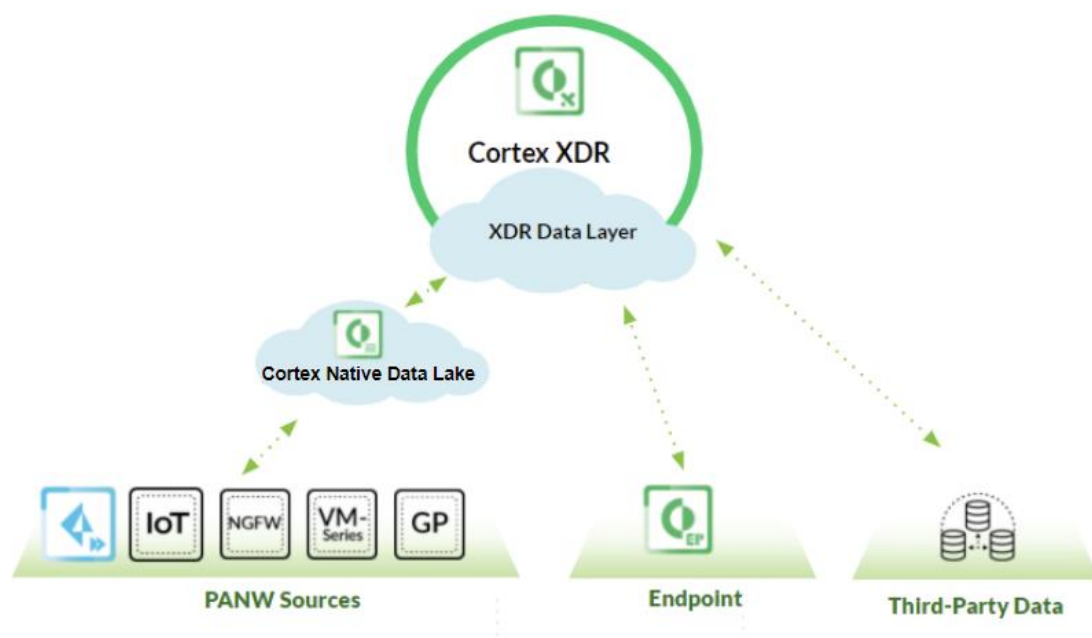 Cortex XDR
XDR Data Layer
Cortex Native Data Lake
IoT
NGFW
VM-
Series
GP
EP
PANW Sources
Endpoint
Third-Party Data